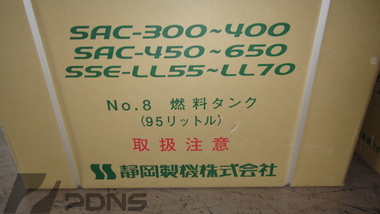 SAC-300~400
SAC-450~650
SSE-LL55~LL70
No.8 燃料タンク
(95リットル)
取扱注意
静岡製機株式会社
PDNS